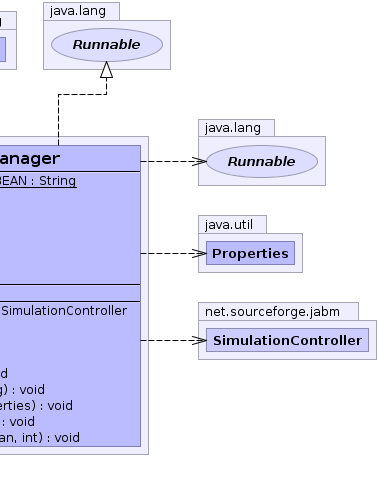 java.lang
Runnable
java.lang
Runnable
anager
BEAN : String
java.util
Properties
net.sourceforge.jabm
SimulationController
SimulationController
d
g) : void
erties) : void
: void
an, int) : void